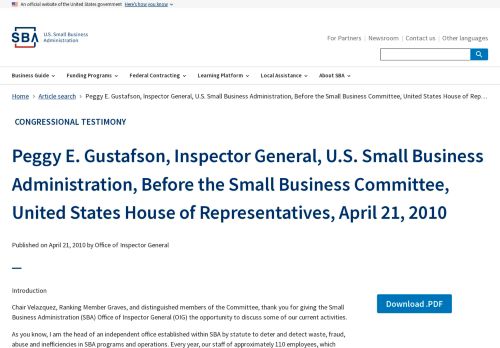 An official website of the United States government Here's how you know
SBA U.S. Small Business
Administration
For Partners Newsroom Contact us Other languages
Business Guide Funding Programs Federal Contracting Learning Platform Local Assistance About SBA
Home Article search Peggy E. Gustafson, Inspector General, U.S. Small Business Administration, Before the Small Business Committee, United States House of Rep...
CONGRESSIONAL TESTIMONY
Peggy E. Gustafson, Inspector General, U.S. Small Business
Administration, Before the Small Business Committee,
United States House of Representatives, April 21, 2010
Published on April 21, 2010 by Office of Inspector General
Introduction
Download .PDF
Chair Velazquez, Ranking Member Graves, and distinguished members of the Committee, thank you for giving the Small
Business Administration (SBA) Office of Inspector General (OIG) the opportunity to discuss some of our current activities.
As you know, I am the head of an independent office established within SBA by statute to deter and detect waste, fraud,
abuse and inefficiencies in SBA programs and operations. Every year, our staff of approximately 110 employees, which